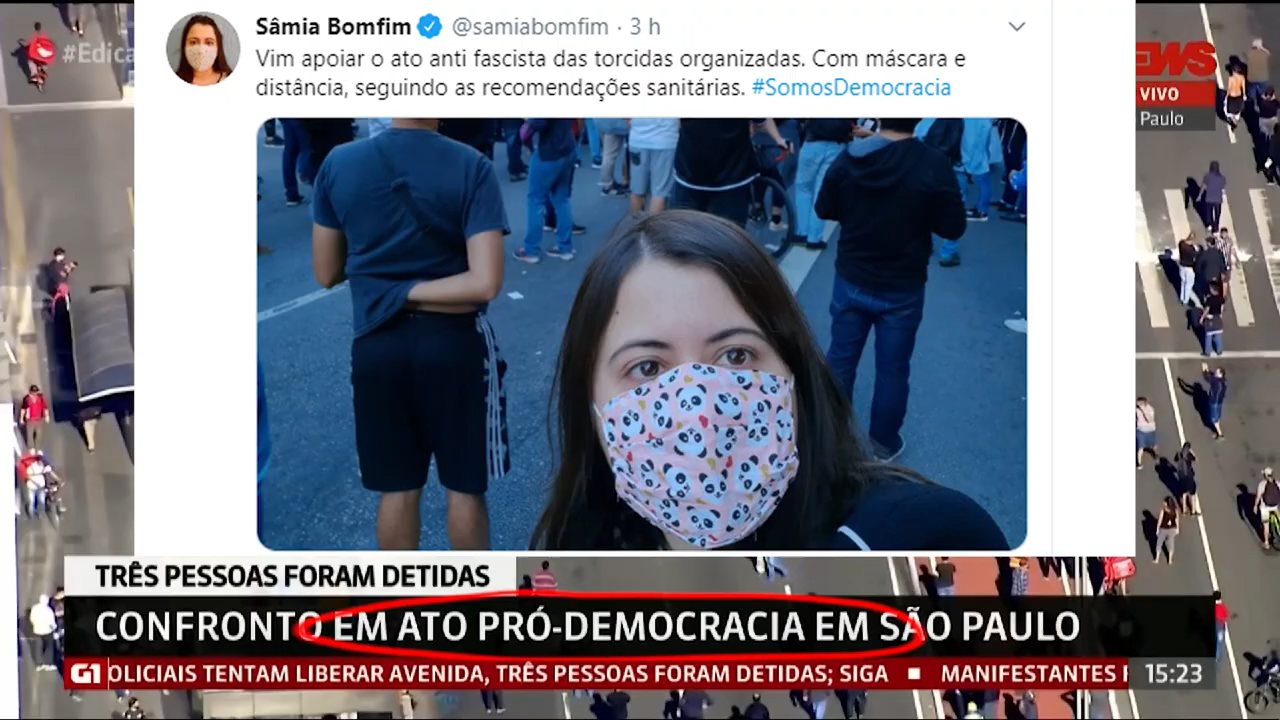 Sâmia Bomfim @samiabomfim · 3 h
Vim apoiar o ato anti fascista das torcidas organizadas. Com máscara e
distância, seguindo as recomendações sanitárias. #SomosDemocracia
#Edica
EWS
VIVO
Paulo
TRÊS PESSOAS FORAM DETIDAS
CONFRONTO EM ATO PRÓ-DEMOCRACIA EM SÃO PAULO
G1 OLICIAIS TENTAM LIBERAR AVENIDA, TRÊS PESSOAS FORAM DETIDAS; SIGA ■ MANIFESTANTES 15:23